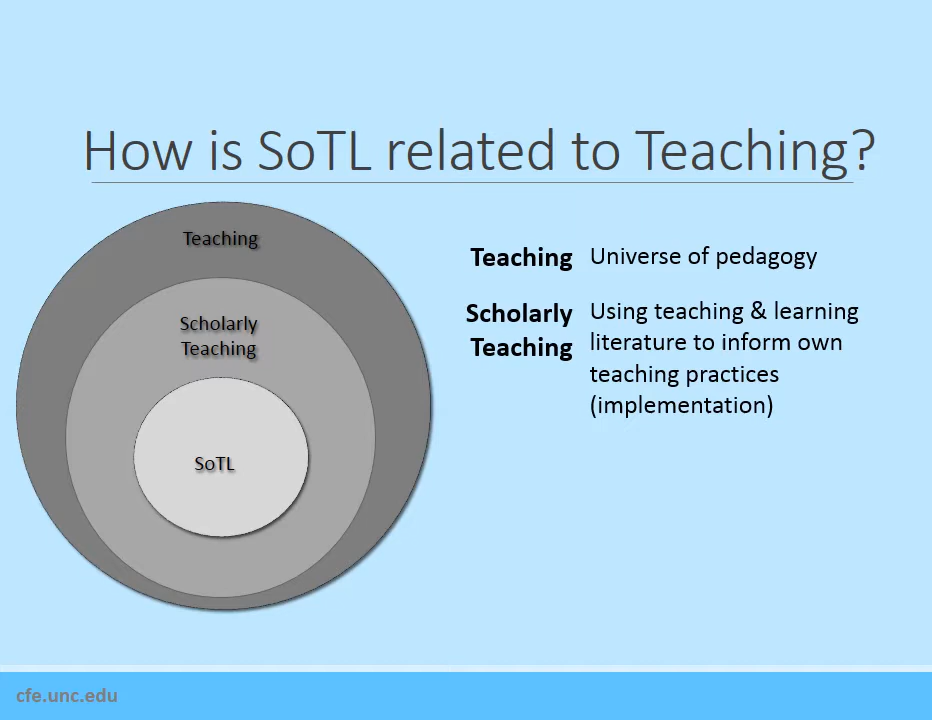 How is SoTL related to Teaching?
Teaching
Scholarly
Teaching
SoTL
Teaching Universe of pedagogy
Scholarly Using teaching & learning
Teaching literature to inform own
teaching practices
(implementation)
cfe.unc.edu